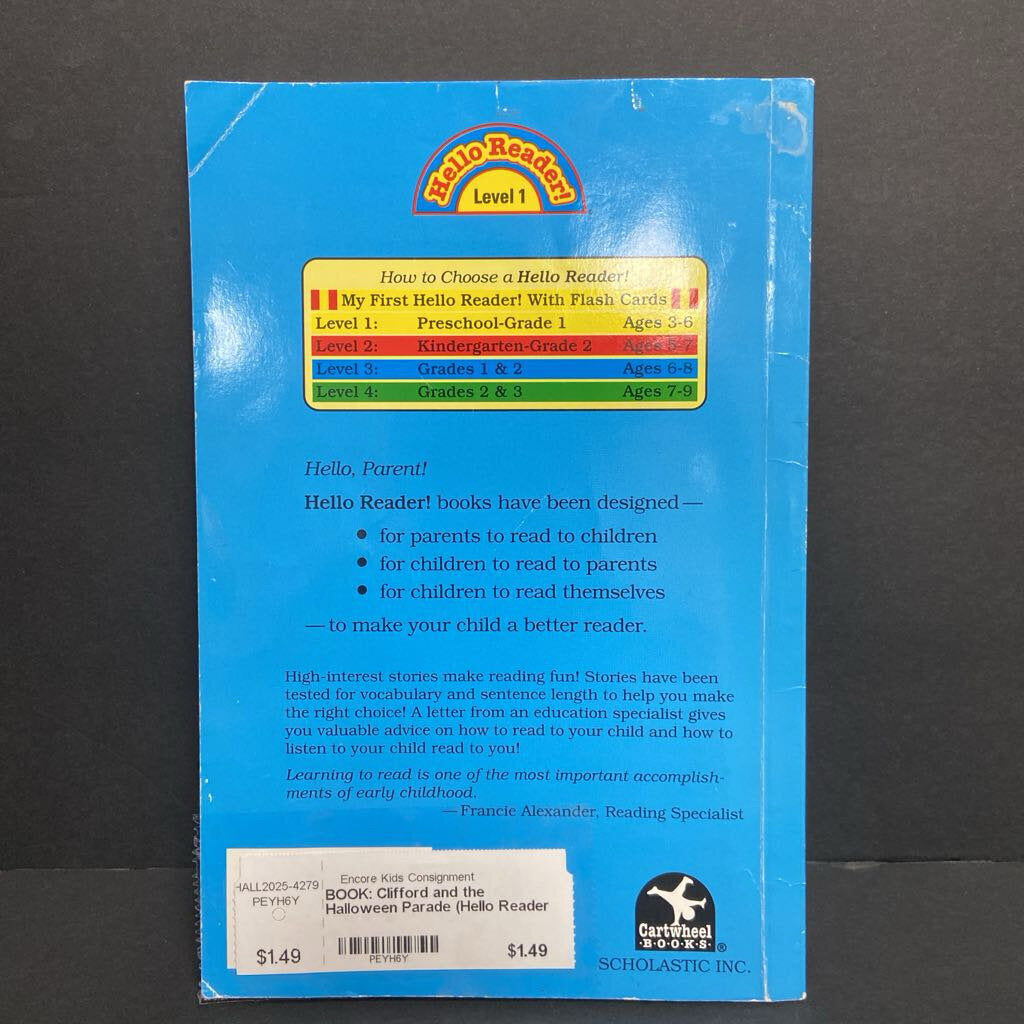 Hello Reader!
Level 1
How to Choose a Hello Reader!
My First Hello Reader! With Flash Cards
Level 1: Preschool-Grade 1 Ages 3-6
Level 2: Kindergarten-Grade 2 Ages 5-7
Level 3: Grades 1 & 2 Ages 6-8
Level 4: Grades 2 & 3 Ages 7-9
Hello, Parent!
Hello Reader! books have been designed—
• for parents to read to children
• for children to read to parents
• for children to read themselves
—to make your child a better reader.
High-interest stories make reading fun! Stories have been
tested for vocabulary and sentence length to help you make
the right choice! A letter from an education specialist gives
you valuable advice on how to read to your child and how to
listen to your child read to you!
Learning to read is one of the most important accomplish-
ments of early childhood.
—Francie Alexander, Reading Specialist
HALL2025-4279
PEYH6Y
$1.49
Encore Kids Consignment
BOOK: Clifford and the
Halloween Parade (Hello Reader
PEYH6Y
$1.49
Cartwheel
·B·O·O·K·S· ®
SCHOLASTIC INC.